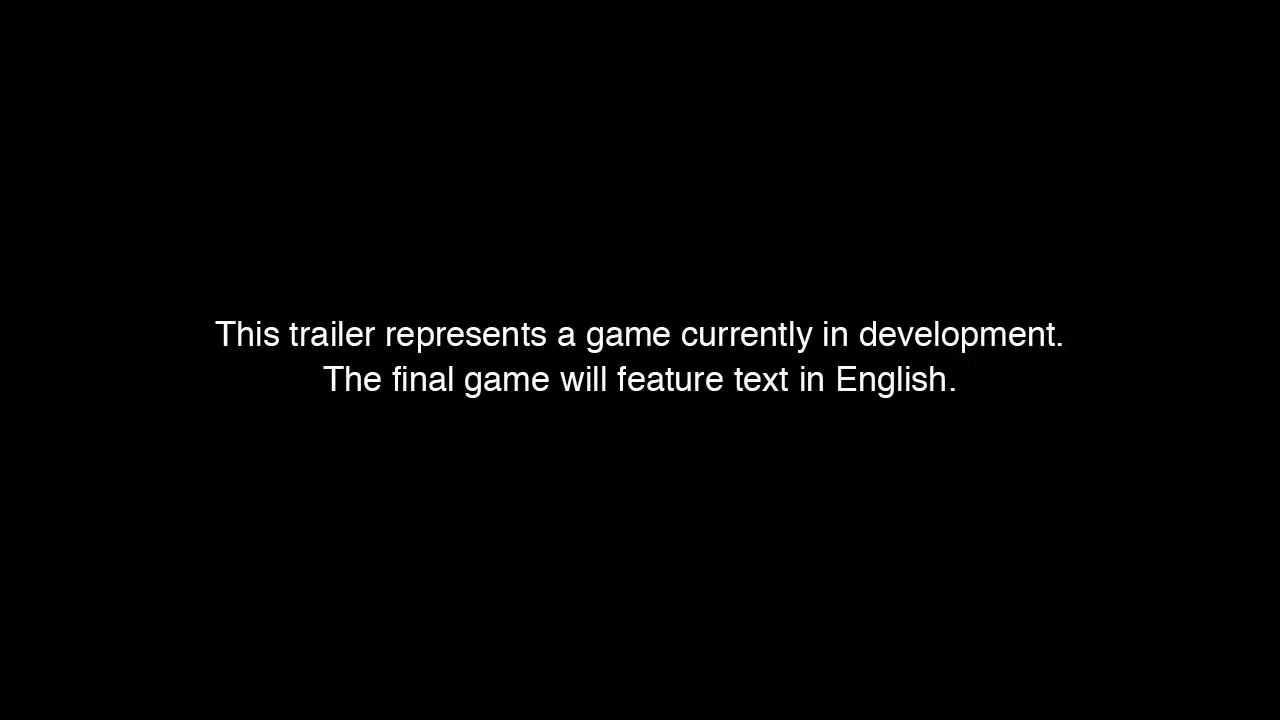 This trailer represents a game currently in development.
The final game will feature text in English.